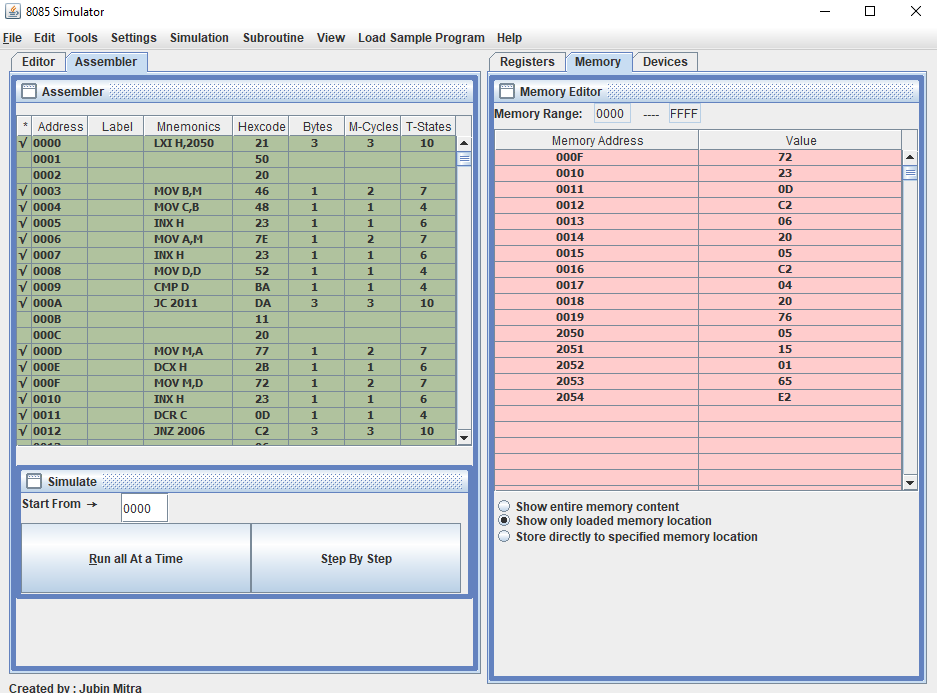 8085 Simulator
File Edit Tools Settings Simulation Subroutine View Load Sample Program Help
Editor Assembler
Assembler
* Address Label Mnemonics Hexcode Bytes M-Cycles T-States
√ 0000 LXI H,2050 21 3 3 10
0001 50
0002 20
√ 0003 MOV B,M 46 1 2 7
√ 0004 MOV C,B 48 1 1 4
√ 0005 INX H 23 1 1 6
√ 0006 MOV A,M 7E 1 2 7
√ 0007 INX H 23 1 1 6
√ 0008 MOV D,D 52 1 1 4
√ 0009 CMP D BA 1 1 4
√ 000A JC 2011 DA 3 3 10
000B 11
000C 20
√ 000D MOV M,A 77 1 2 7
√ 000E DCX H 2B 1 1 6
√ 000F MOV M,D 72 1 2 7
√ 0010 INX H 23 1 1 6
√ 0011 DCR C 0D 1 1 4
√ 0012 JNZ 2006 C2 3 3 10
Simulate
Start From → 0000
Run all At a Time Step By Step
Created by : Jubin Mitra
Registers Memory Devices
Memory Editor
Memory Range: 0000 ---- FFFF
Memory Address Value
000F 72
0010 23
0011 0D
0012 C2
0013 06
0014 20
0015 05
0016 C2
0017 04
0018 20
0019 76
2050 05
2051 15
2052 01
2053 65
2054 E2
Show entire memory content
Show only loaded memory location
Store directly to specified memory location